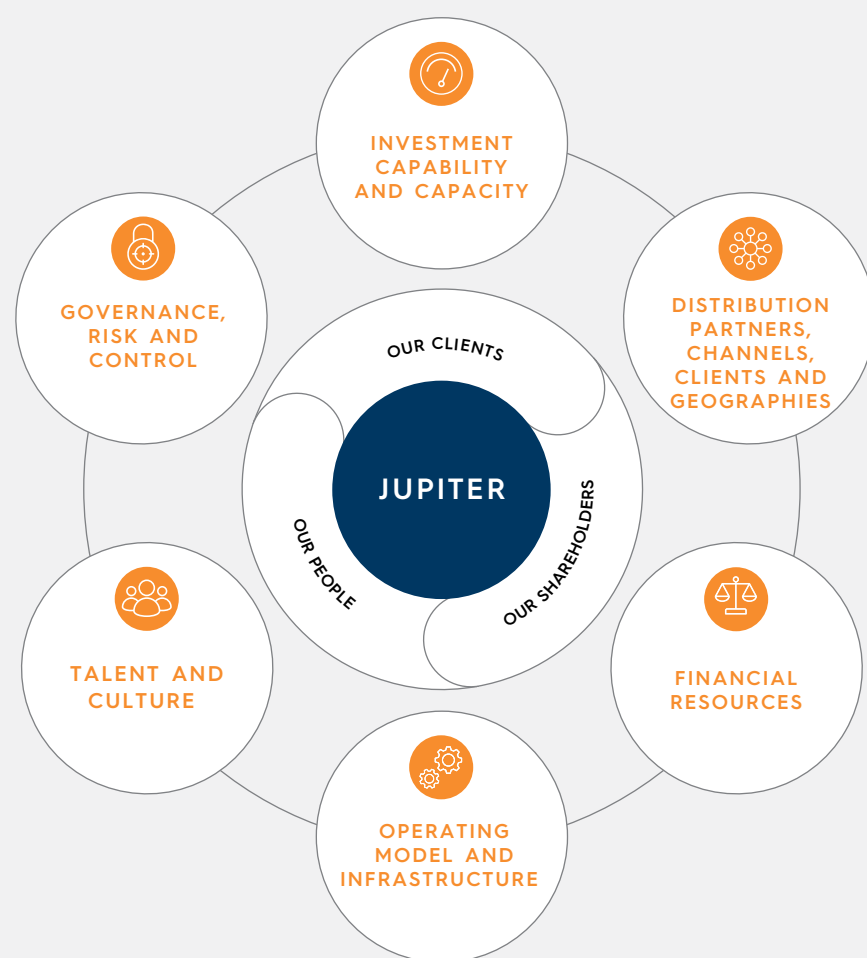 INVESTMENT
CAPABILITY
AND CAPACITY
DISTRIBUTION
PARTNERS,
CHANNELS,
CLIENTS AND
GEOGRAPHIES
FINANCIAL
RESOURCES
OPERATING
MODEL AND
INFRASTRUCTURE
TALENT AND
CULTURE
GOVERNANCE,
RISK AND
CONTROL
OUR CLIENTS
OUR SHAREHOLDERS
OUR PEOPLE
JUPITER